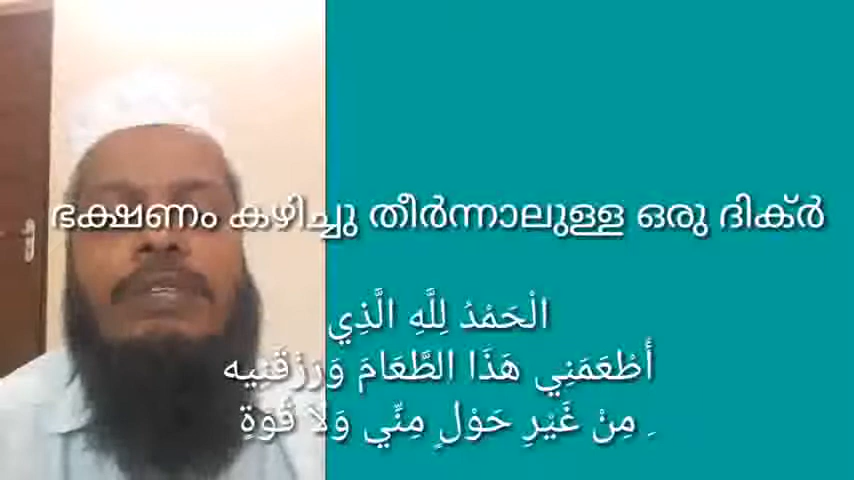 ഭക്ഷണം കഴിച്ചു തീർന്നാലുള്ള ഒരു ദിക്ർ
الْحَمْدُ لِلَّهِ الَّذِي
أَطْعَمَنِي هَذَا الطَّعَامَ وَرَزَقَنِيه
ِ مِنْ غَيْرِ حَوْلٍ مِنِّي وَلَا قُوَةِ